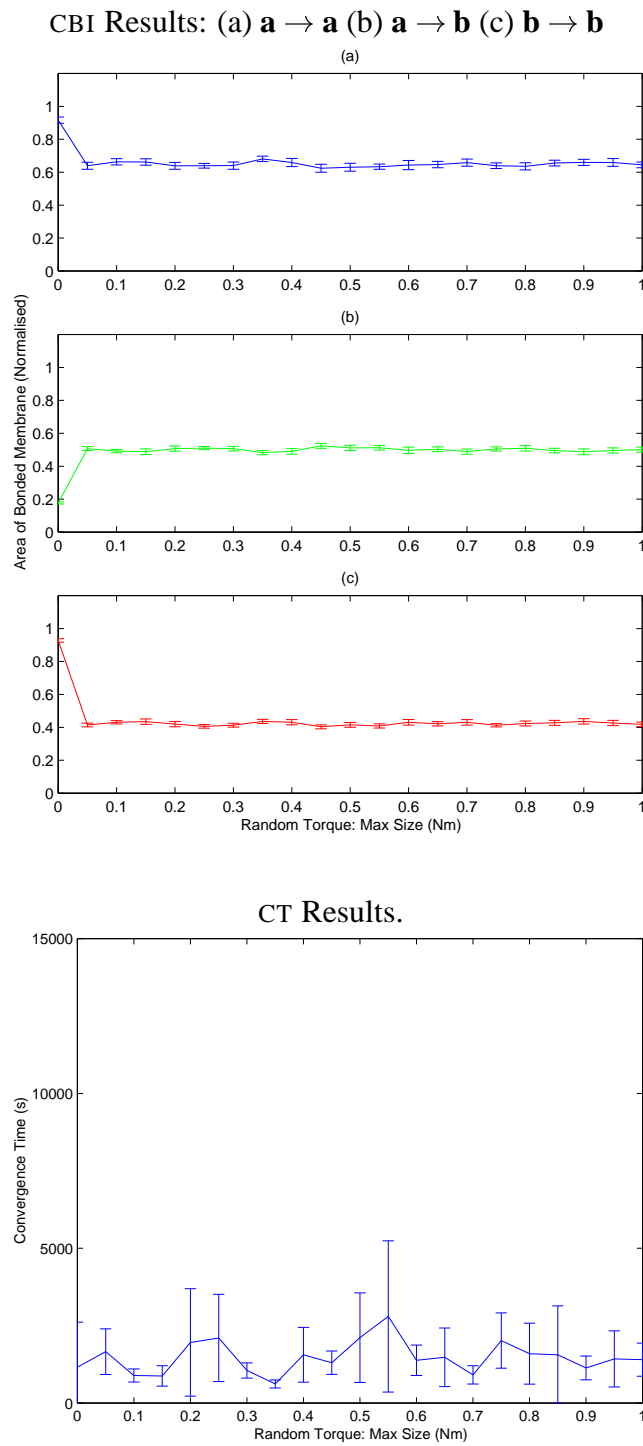 CBI Results: (a) a → a (b) a → b (c) b → b
(a)
1
0.8
0.6
0.4
0.2
0
0 0.1 0.2 0.3 0.4 0.5 0.6 0.7 0.8 0.9 1
Area of Bonded Membrane (Normalised)
(b)
1
0.8
0.6
0.4
0.2
0
0 0.1 0.2 0.3 0.4 0.5 0.6 0.7 0.8 0.9 1
(c)
1
0.8
0.6
0.4
0.2
0
0 0.1 0.2 0.3 0.4 0.5 0.6 0.7 0.8 0.9 1
Random Torque: Max Size (Nm)
CT Results.
15000
10000
5000
0
Convergence Time (s)
0 0.1 0.2 0.3 0.4 0.5 0.6 0.7 0.8 0.9 1
Random Torque: Max Size (Nm)